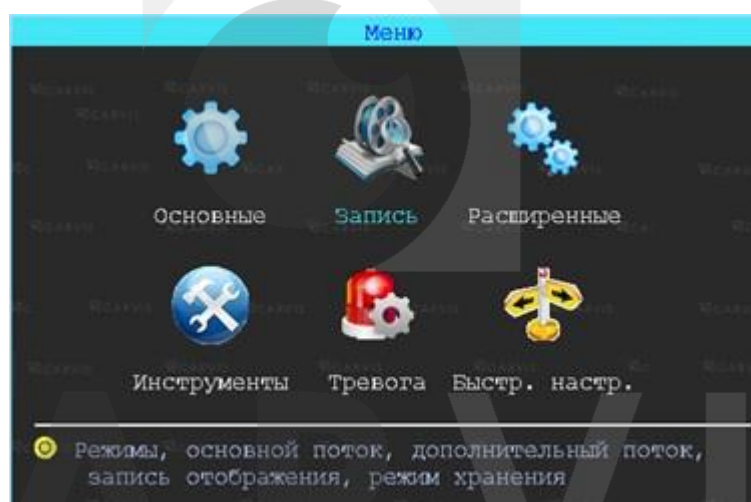 Меню
Основные Запись Расширенные
Инструменты Тревога Быстр. настр.
Режимы, основной поток, дополнительный поток,
запись отображения, режим хранения